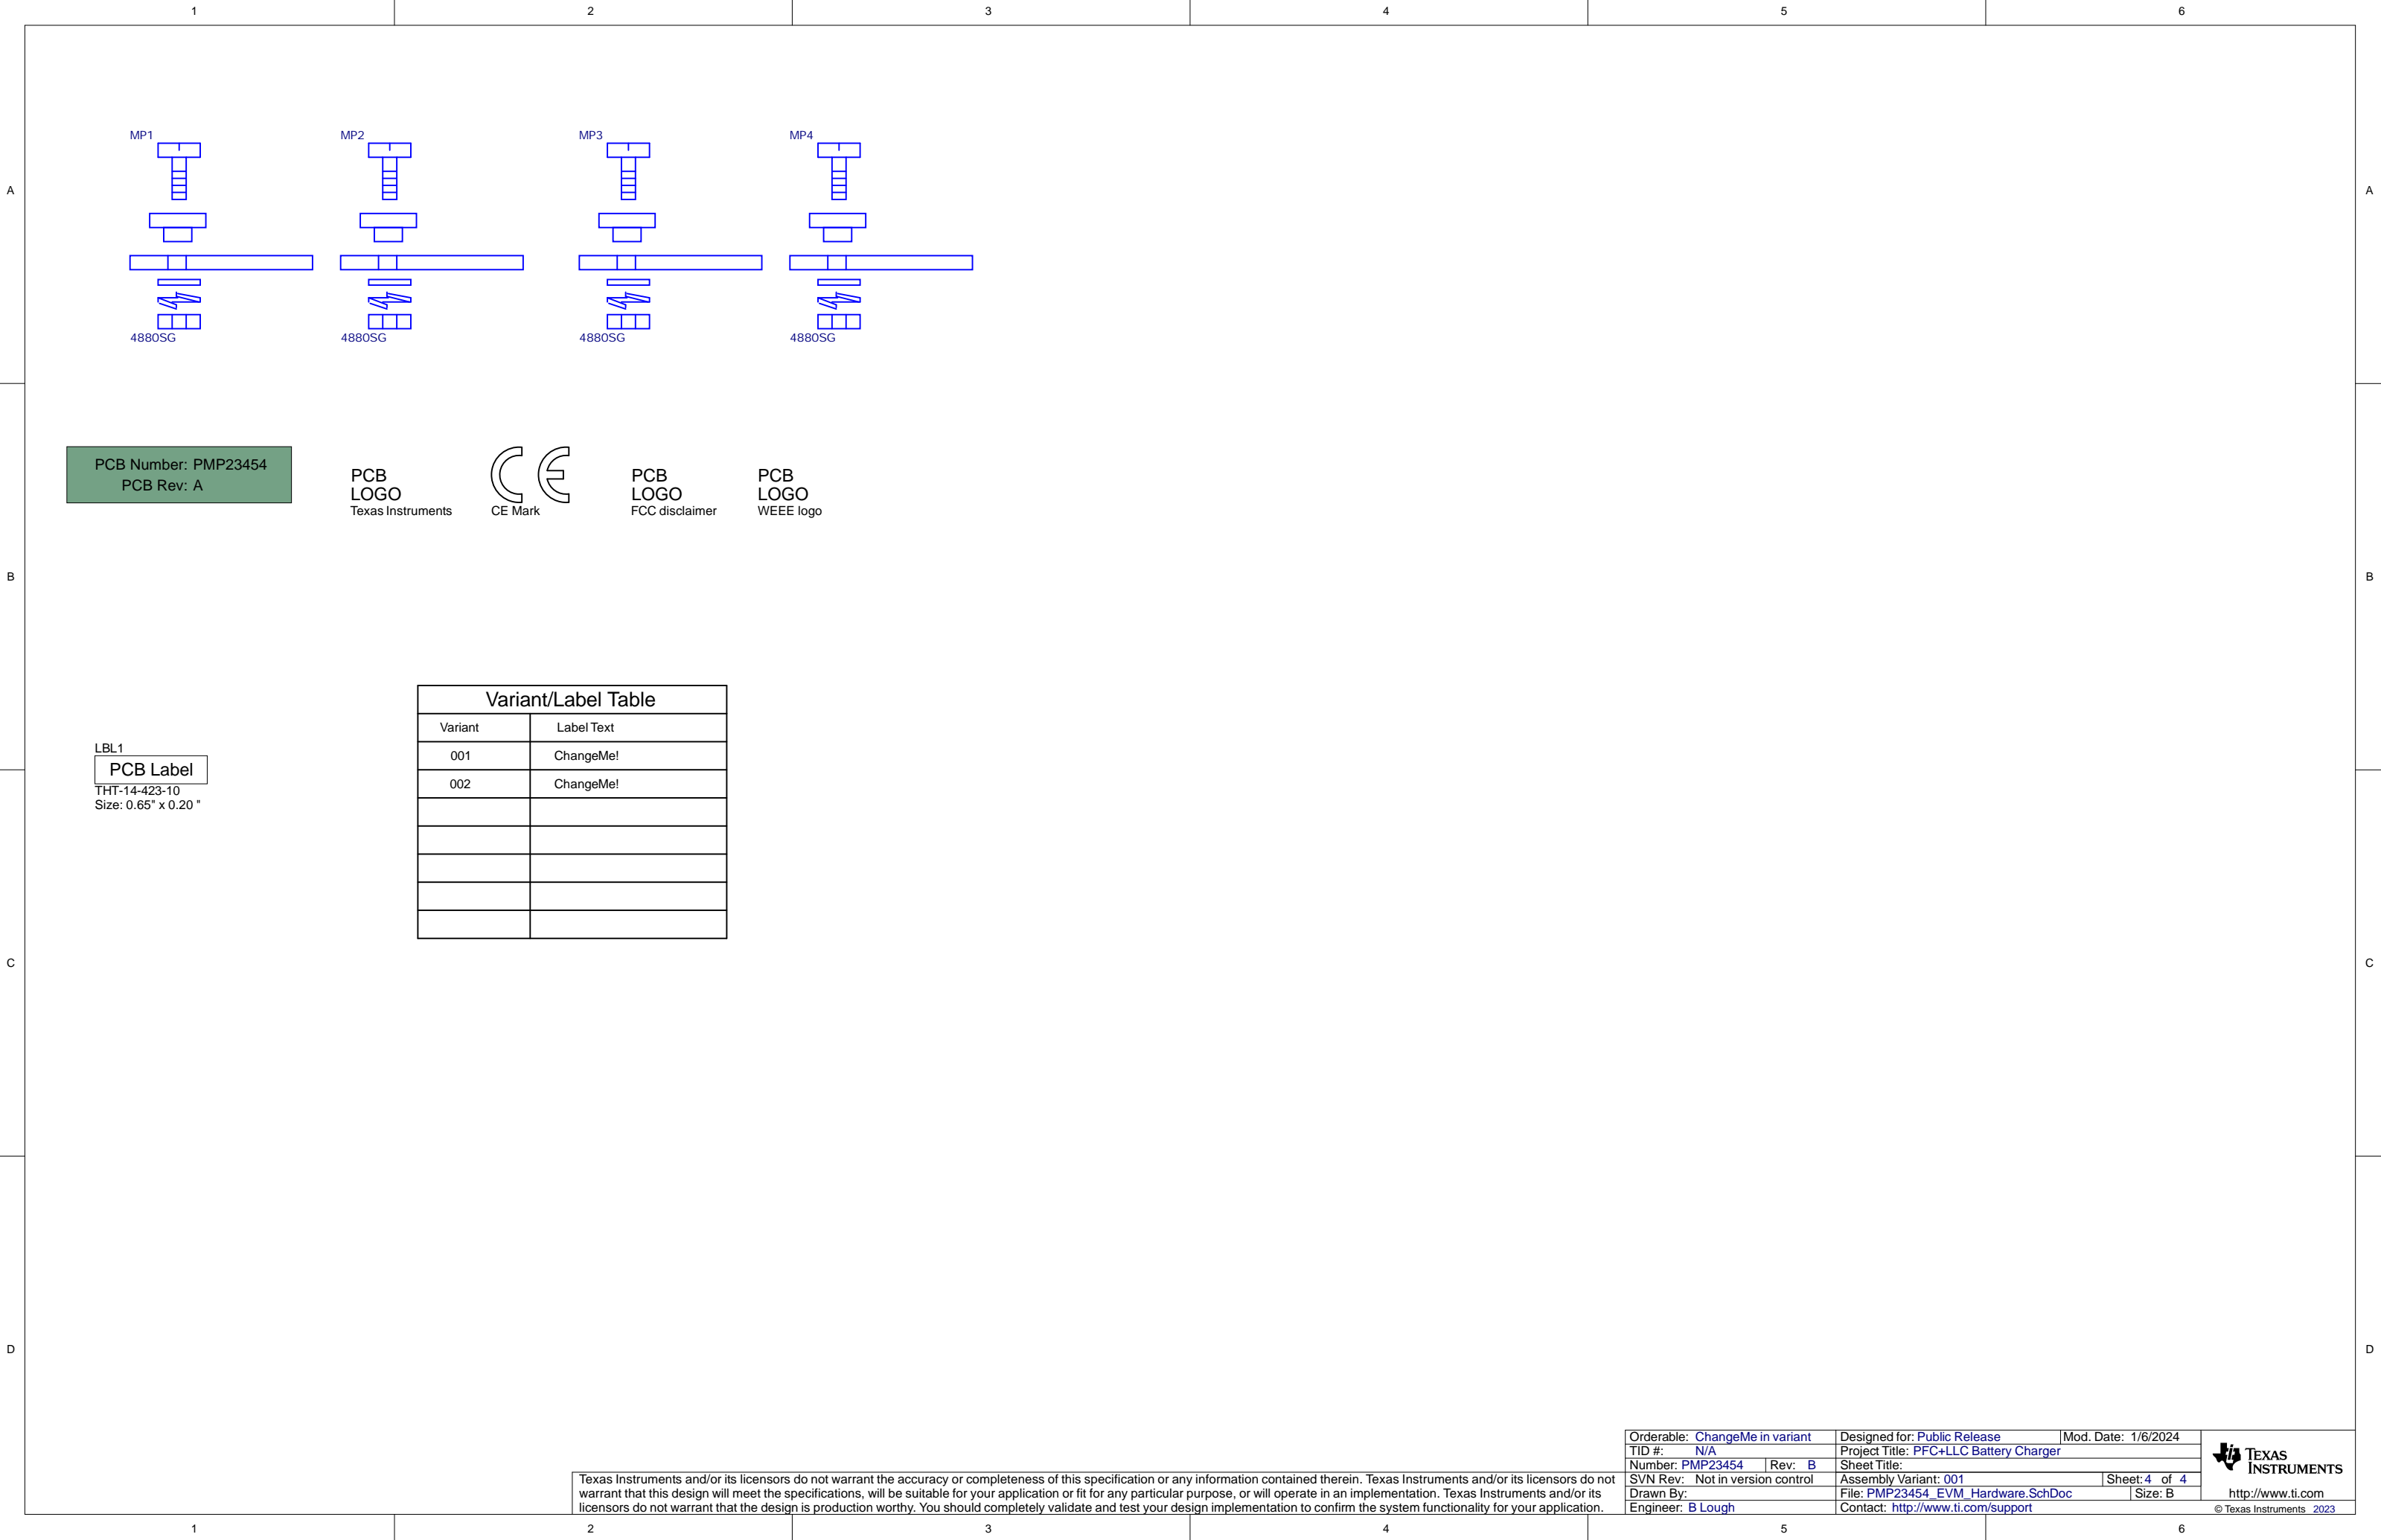 1 2 3 4 5 6
MP1 MP2 MP3 MP4
A A
4880SG 4880SG 4880SG 4880SG
PCB Number: PMP23454
PCB Rev: A
PCB
LOGO
Texas Instruments
CE
CE Mark
PCB
LOGO
FCC disclaimer
PCB
LOGO
WEEE logo
B B
Variant/Label Table
Variant Label Text
001 ChangeMe!
002 ChangeMe!
LBL1
PCB Label
THT-14-423-10
Size: 0.65" x 0.20 "
C C
D D
Texas Instruments and/or its licensors do not warrant the accuracy or completeness of this specification or any information contained therein. Texas Instruments and/or its licensors do not
warrant that this design will meet the specifications, will be suitable for your application or fit for any particular purpose, or will operate in an implementation. Texas Instruments and/or its
licensors do not warrant that the design is production worthy. You should completely validate and test your design implementation to confirm the system functionality for your application.
Orderable: ChangeMe in variant Designed for: Public Release Mod. Date: 1/6/2024
TID #: N/A Project Title: PFC+LLC Battery Charger
Number: PMP23454 Rev: B Sheet Title:
SVN Rev: Not in version control Assembly Variant: 001 Sheet: 4 of 4
Drawn By: File: PMP23454_EVM_Hardware.SchDoc Size: B
Engineer: B Lough Contact: http://www.ti.com/support
TEXAS
INSTRUMENTS
http://www.ti.com
© Texas Instruments 2023
1 2 3 4 5 6